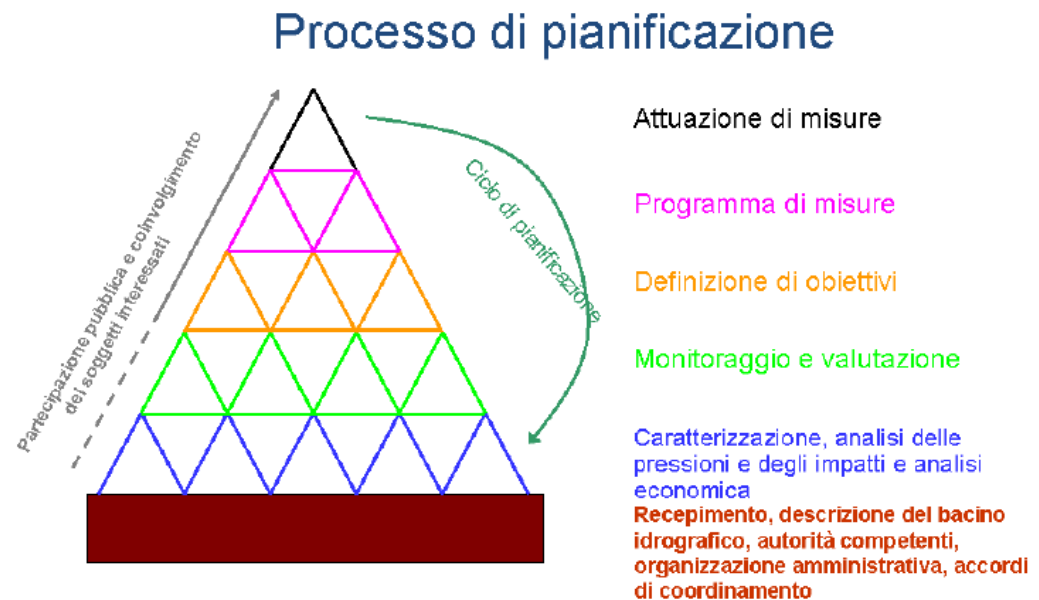 Processo di pianificazione
Partecipazione pubblica e coinvolgimento
dei soggetti interessati
Ciclo di pianificazione
Attuazione di misure
Programma di misure
Definizione di obiettivi
Monitoraggio e valutazione
Caratterizzazione, analisi delle
pressioni e degli impatti e analisi
economica
Recepimento, descrizione del bacino
idrografico, autorità competenti,
organizzazione amministrativa, accordi
di coordinamento